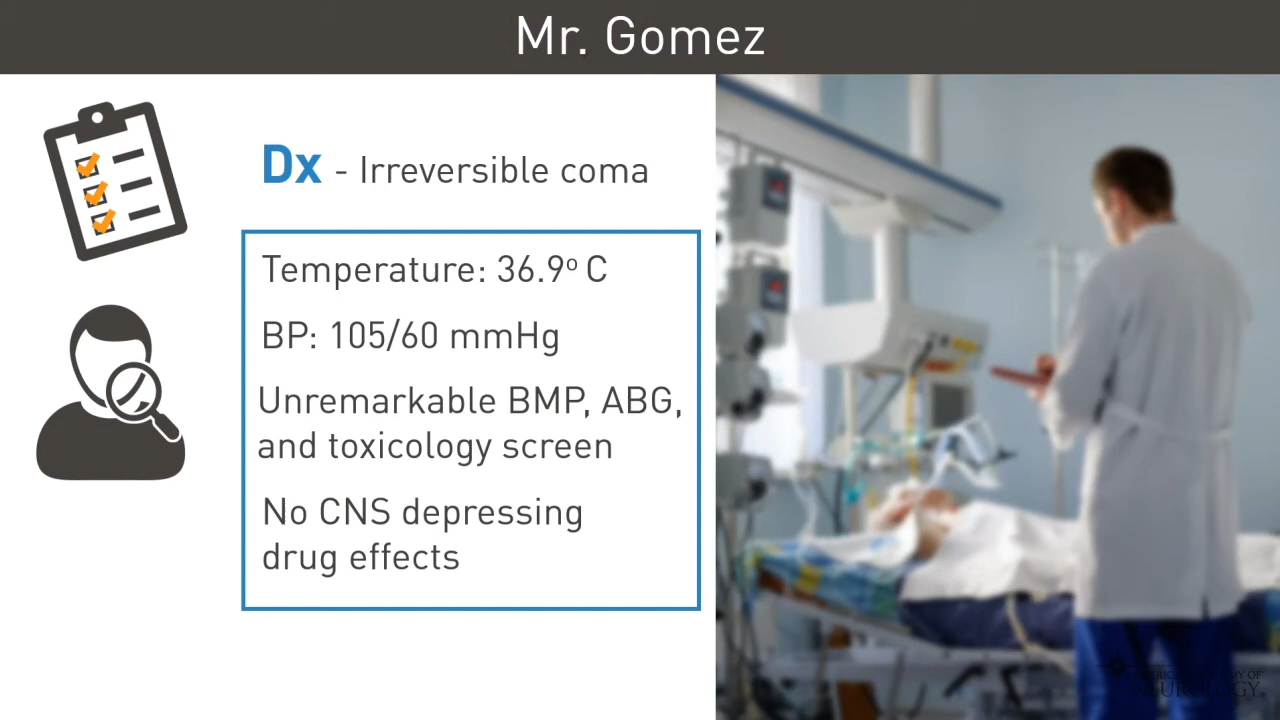 Mr. Gomez
Dx - Irreversible coma
Temperature: 36.9º C
BP: 105/60 mmHg
Unremarkable BMP, ABG,
and toxicology screen
No CNS depressing
drug effects
NEUROLOGY